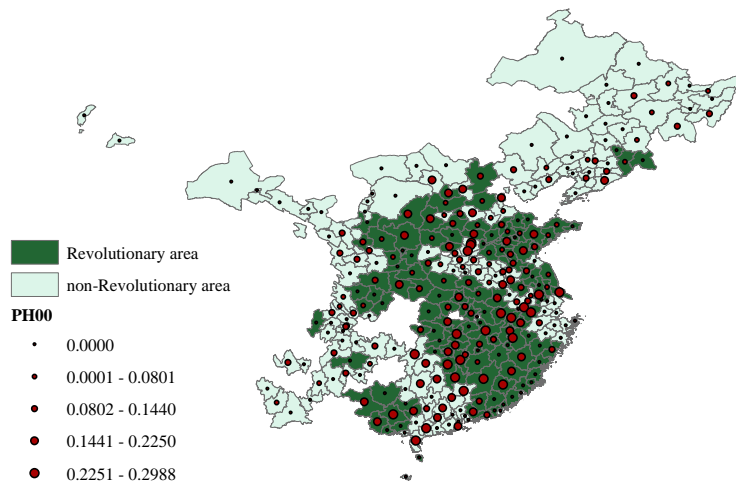 Revolutionary area
non-Revolutionary area
PH00
0.0000
0.0001 - 0.0801
0.0802 - 0.1440
0.1441 - 0.2250
0.2251 - 0.2988